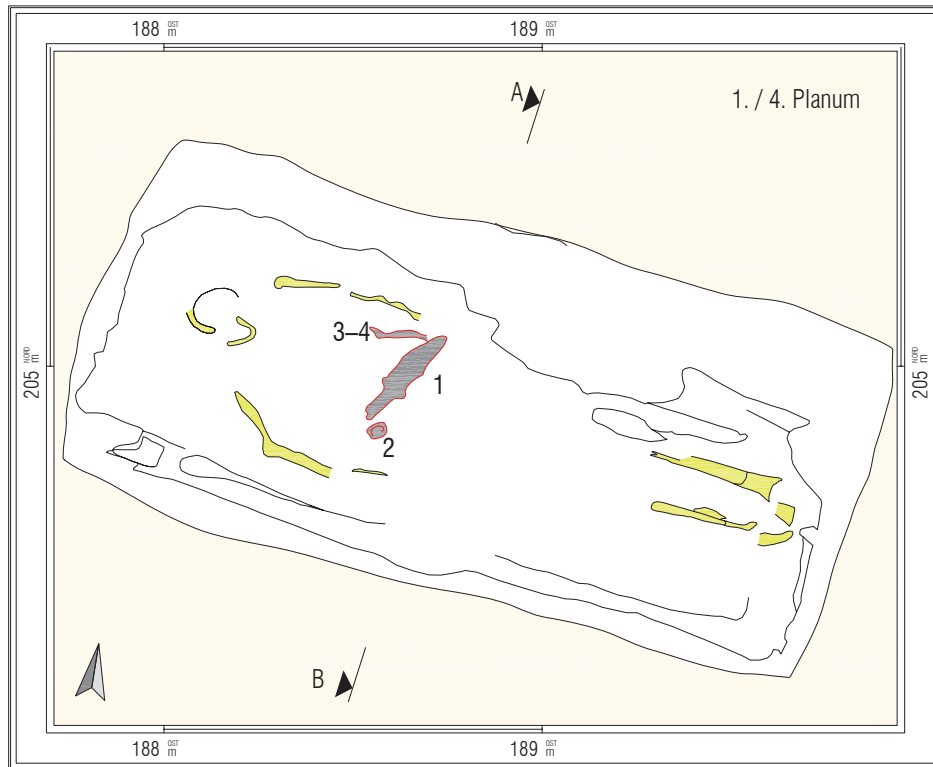 188 OST m
189 OST m
A
1. / 4. Planum
3–4
1
2
205 NORD m
205 NORD m
B
188 OST m
189 OST m